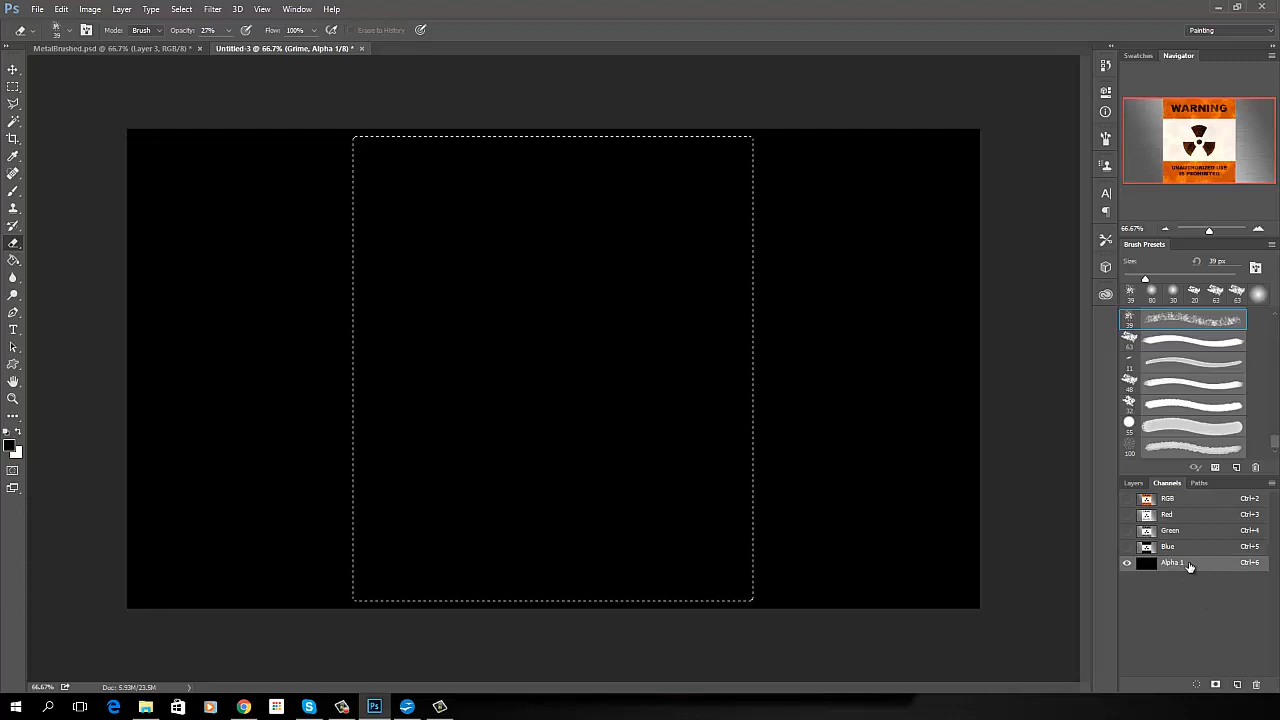 Ps File Edit Image Layer Type Select Filter 3D View Window Help
39 Mode: Brush Opacity: 27% Flow: 100% Erase to History Painting
MetalBrushed.psd @ 66.7% (Layer 3, RGB/8) * × Untitled-3 @ 66.7% (Grime, Alpha 1/8) * ×
Swatches Navigator
WARNING
UNAUTHORIZED USE
IS PROHIBITED
66.67%
Brush Presets
Size: 39 px
39 80 30 20 63 63
39
63
11
48
32
55
100
Layers Channels Paths
RGB Ctrl+2
Red Ctrl+3
Green Ctrl+4
Blue Ctrl+5
Alpha 1 Ctrl+6
66.67% Doc: 5.93M/23.5M